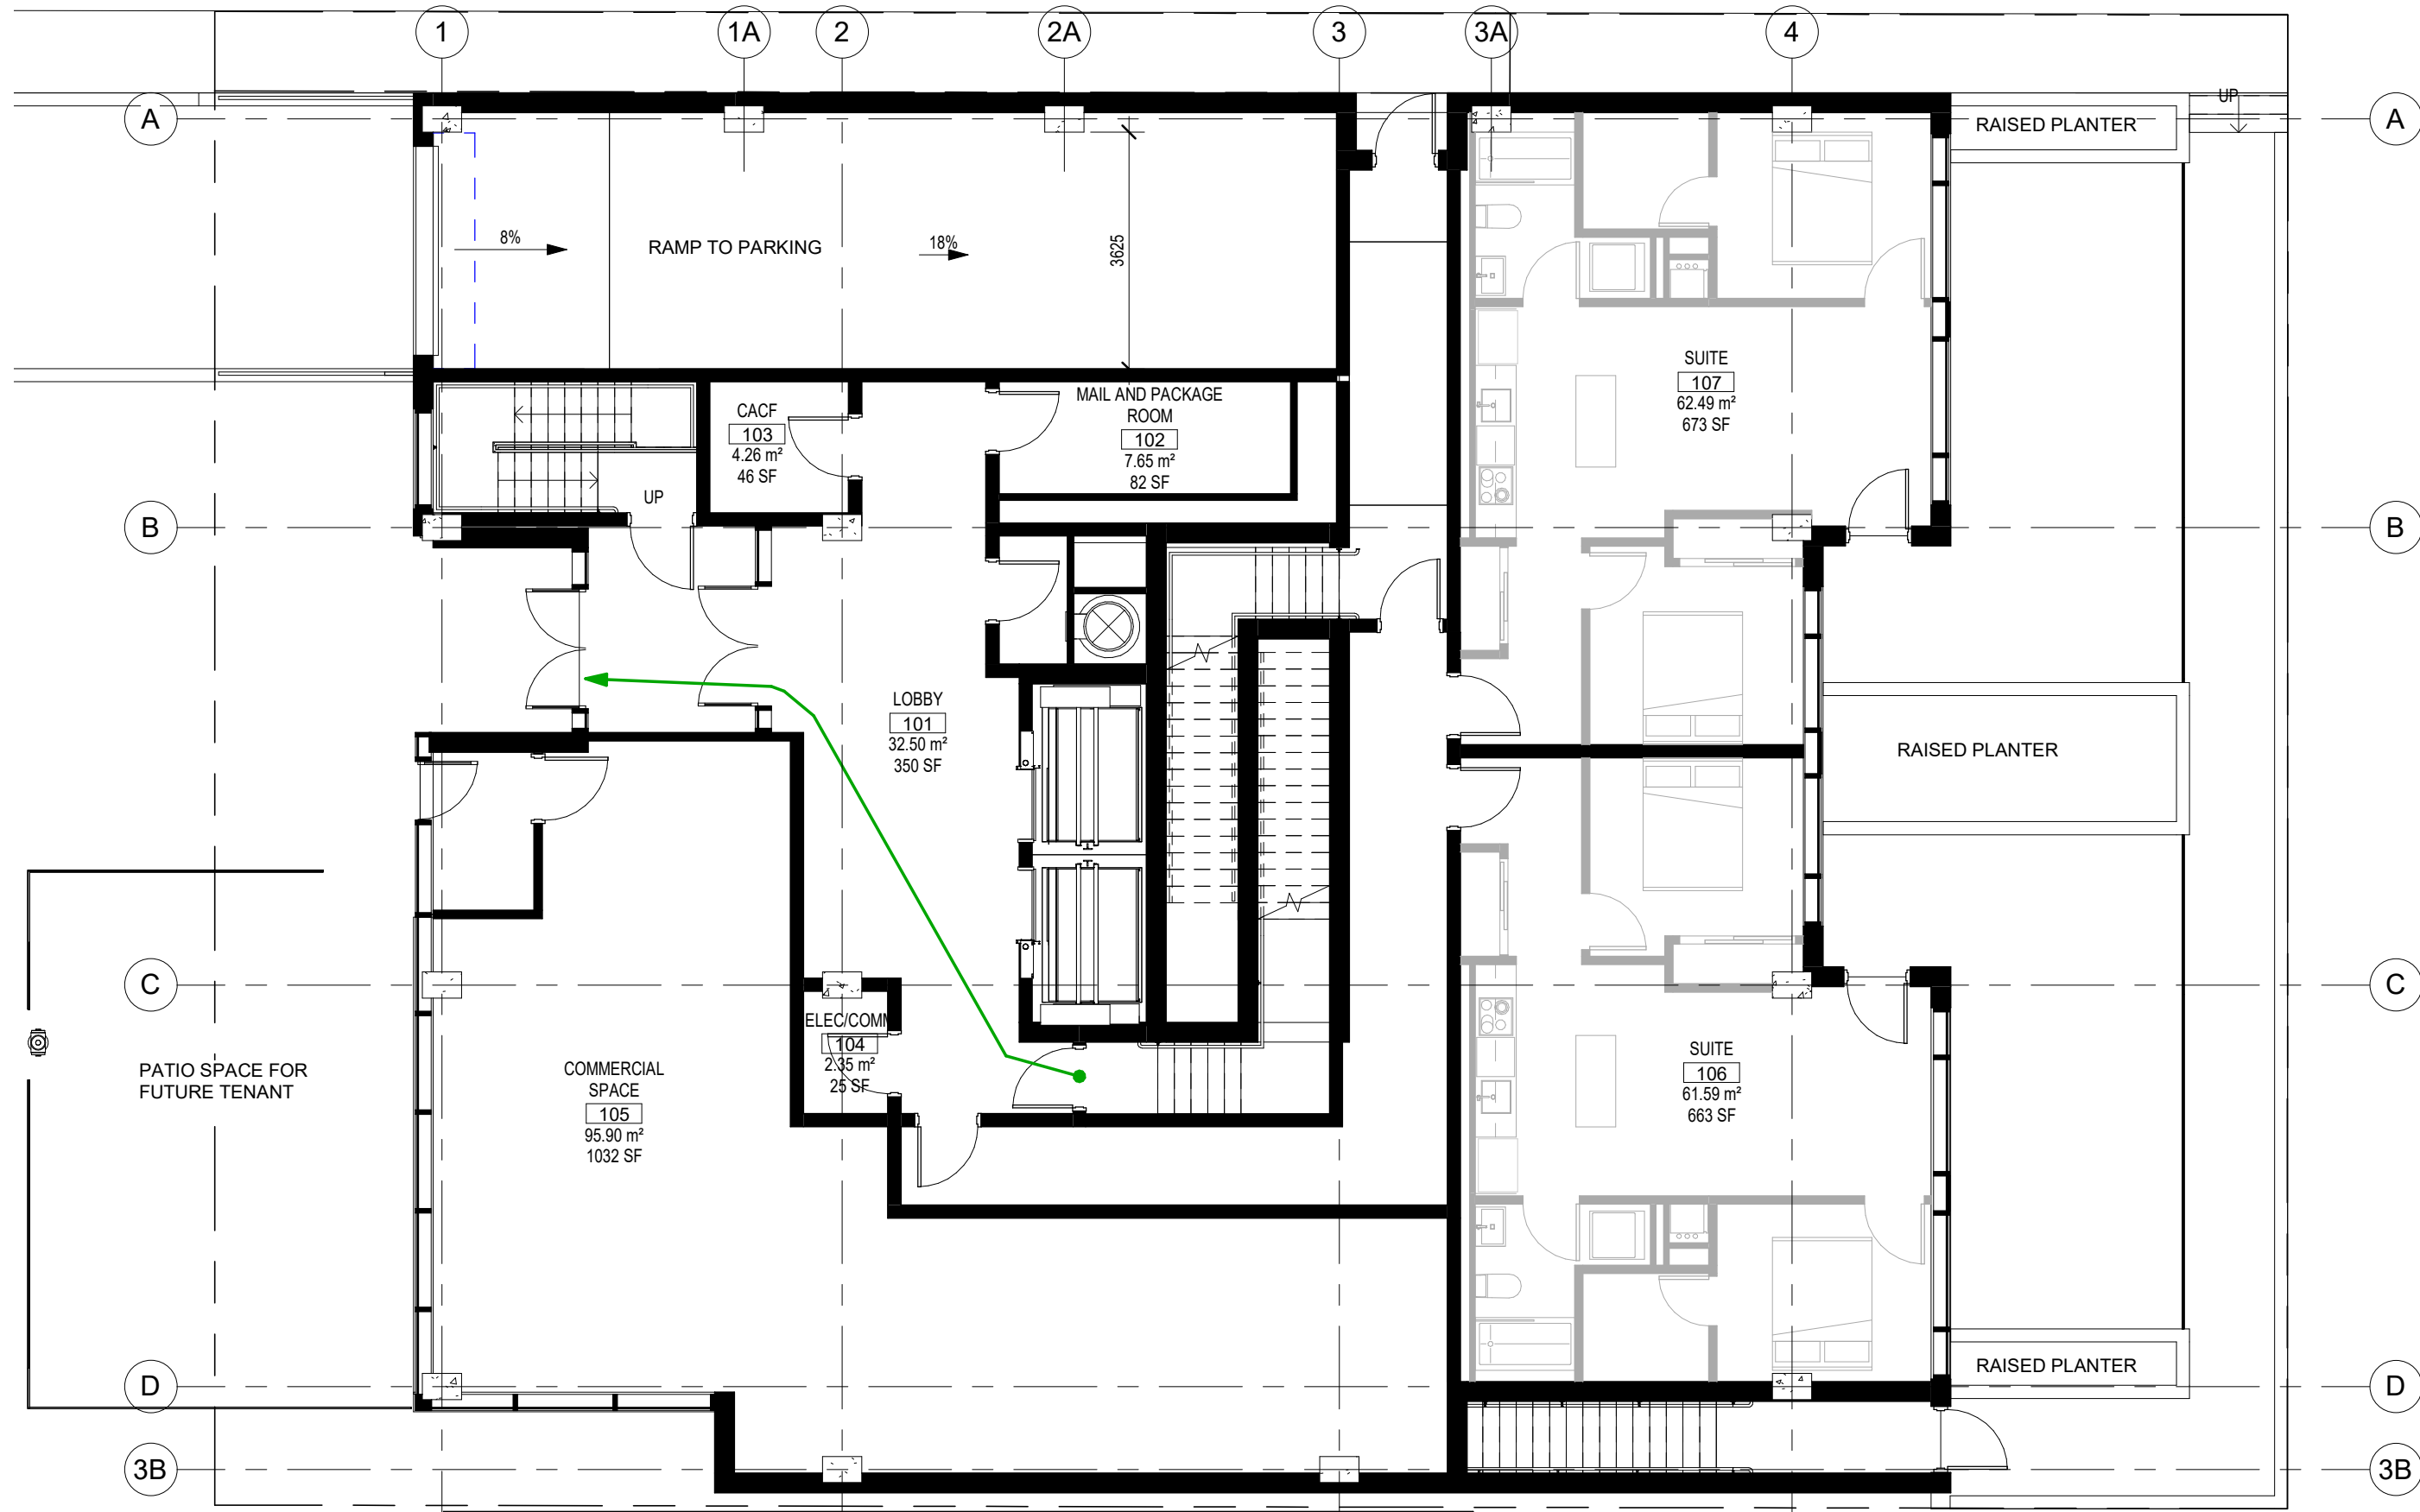 1
1A
2
2A
3
3A
4
A
A
UP
RAISED PLANTER
8%
RAMP TO PARKING
18%
3625
SUITE
107
62.49 m²
673 SF
CACF
103
4.26 m²
46 SF
MAIL AND PACKAGE
ROOM
102
7.65 m²
82 SF
UP
B
B
LOBBY
101
32.50 m²
350 SF
RAISED PLANTER
C
C
ELEC/COMM
104
2.35 m²
25 SF
PATIO SPACE FOR
FUTURE TENANT
COMMERCIAL
SPACE
105
95.90 m²
1032 SF
SUITE
106
61.59 m²
663 SF
RAISED PLANTER
D
D
3B
3B